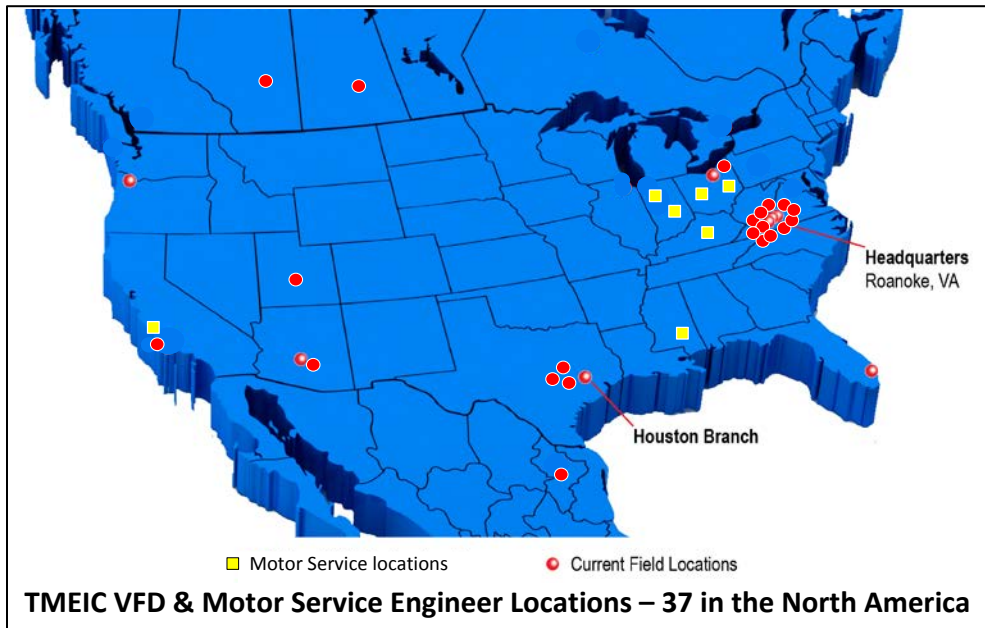 Headquarters
Roanoke, VA
Houston Branch
Motor Service locations
Current Field Locations
TMEIC VFD & Motor Service Engineer Locations – 37 in the North America